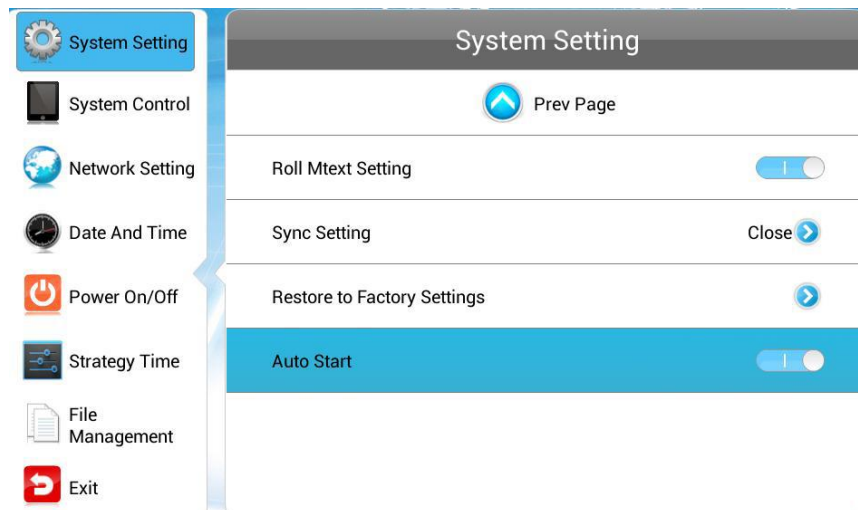 System Setting
System Control
Network Setting
Date And Time
Power On/Off
Strategy Time
File
Management
Exit
System Setting
Prev Page
Roll Mtext Setting
Sync Setting Close
Restore to Factory Settings
Auto Start